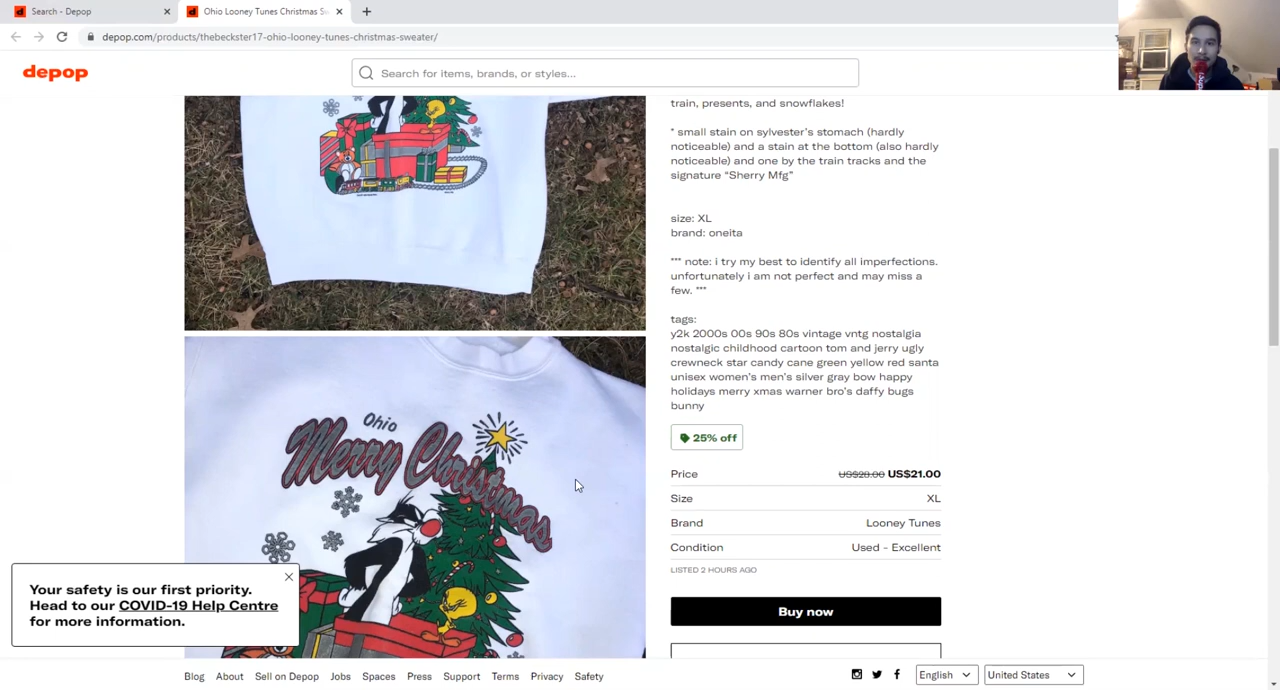 Search - Depop
Ohio Looney Tunes Christmas Sw
depop.com/products/thebeckster17-ohio-looney-tunes-christmas-sweater/
depop
Search for items, brands, or styles...
train, presents, and snowflakes!
* small stain on sylvester's stomach (hardly
noticeable) and a stain at the bottom (also hardly
noticeable) and one by the train tracks and the
signature “Sherry Mfg”
size: XL
brand: oneita
*** note: i try my best to identify all imperfections.
unfortunately i am not perfect and may miss a
few. ***
tags:
y2k 2000s 00s 90s 80s vintage vntg nostalgia
nostalgic childhood cartoon tom and jerry ugly
crewneck star candy cane green yellow red santa
unisex women's men's silver gray bow happy
holidays merry xmas warner bro's daffy bugs
bunny
25% off
Price US$28.00 US$21.00
Size XL
Brand Looney Tunes
Condition Used - Excellent
LISTED 2 HOURS AGO
Buy now
Ohio
Merry Christmas
Your safety is our first priority.
Head to our COVID-19 Help Centre
for more information.
Blog About Jobs Sell on Depop Jobs Spaces Press Support Terms Privacy Safety
English
United States